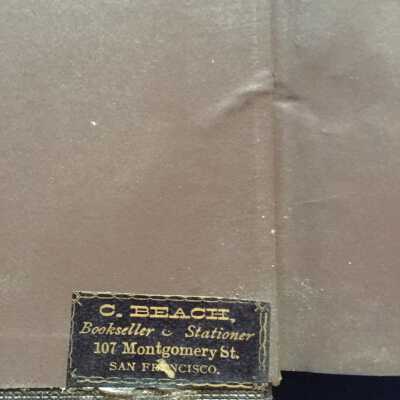 C. BEACH,
Bookseller & Stationer
107 Montgomery St.
SAN FRANCISCO.